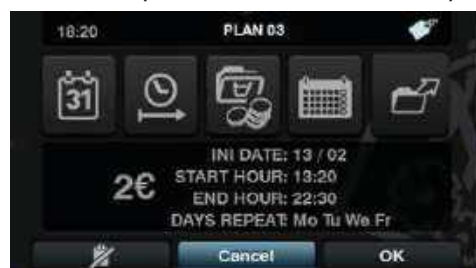 18:20 PLAN 03
31
INI DATE: 13 / 02
2€ START HOUR: 13:20
END HOUR: 22:30
DAYS REPEAT: Mo Tu We Fr
Cancel OK